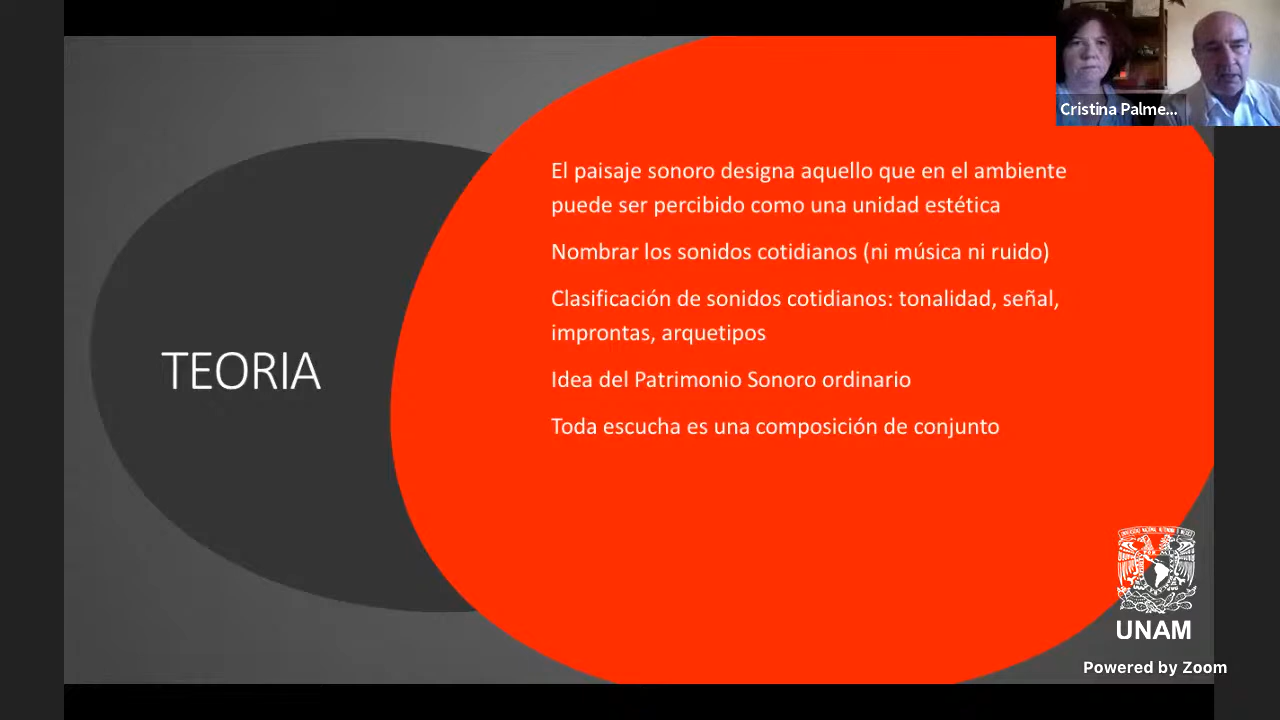 Cristina Palme...
El paisaje sonoro designa aquello que en el ambiente
puede ser percibido como una unidad estética
Nombrar los sonidos cotidianos (ni música ni ruido)
Clasificación de sonidos cotidianos: tonalidad, señal,
improntas, arquetipos
TEORIA
Idea del Patrimonio Sonoro ordinario
Toda escucha es una composición de conjunto
UNAM
Powered by Zoom